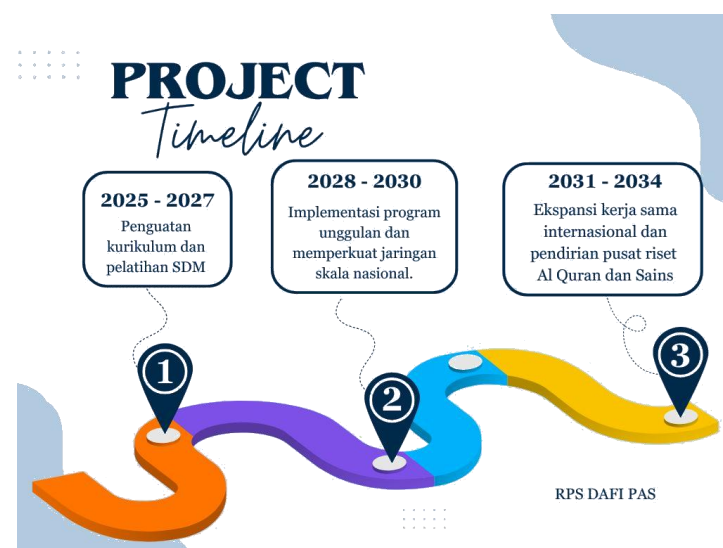 PROJECT
Timeline
2025 - 2027
Penguatan
kurikulum dan
pelatihan SDM
2028 - 2030
Implementasi program
unggulan dan
memperkuat jaringan
skala nasional.
2031 - 2034
Ekspansi kerja sama
internasional dan
pendirian pusat riset
Al Quran dan Sains
1
2
3
RPS DAFI PAS